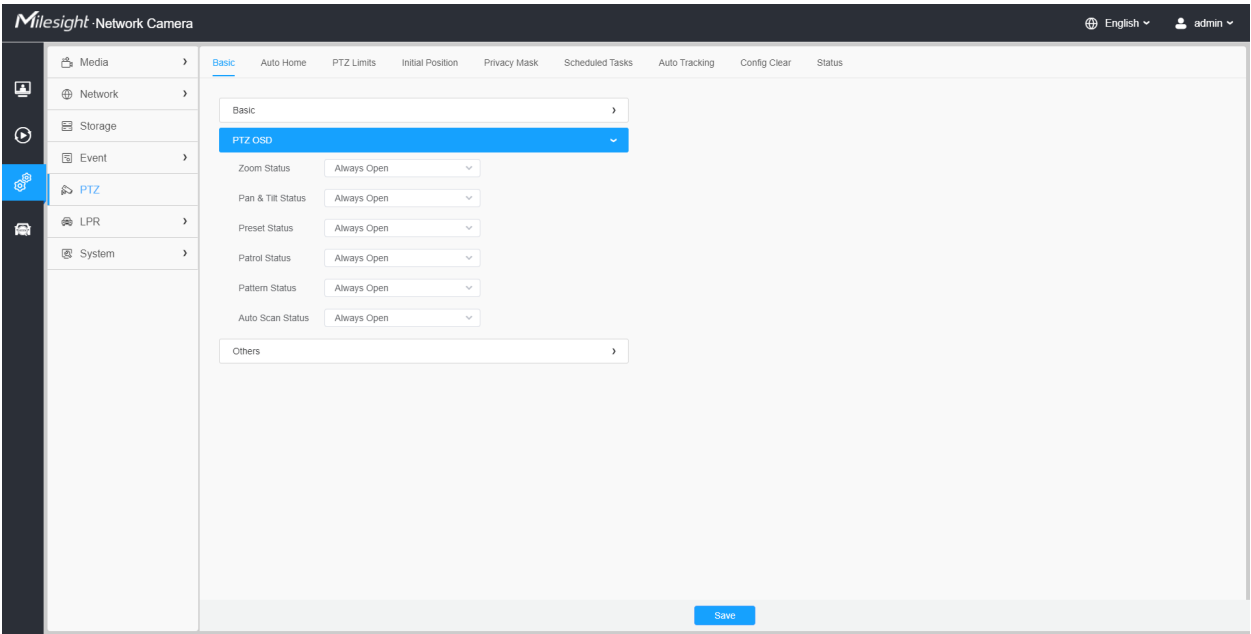 Milesight · Network Camera
English
admin
Media
Network
Storage
Event
PTZ
LPR
System
Basic Auto Home PTZ Limits Initial Position Privacy Mask Scheduled Tasks Auto Tracking Config Clear Status
Basic
PTZ OSD
Zoom Status Always Open
Pan & Tilt Status Always Open
Preset Status Always Open
Patrol Status Always Open
Pattern Status Always Open
Auto Scan Status Always Open
Others
Save